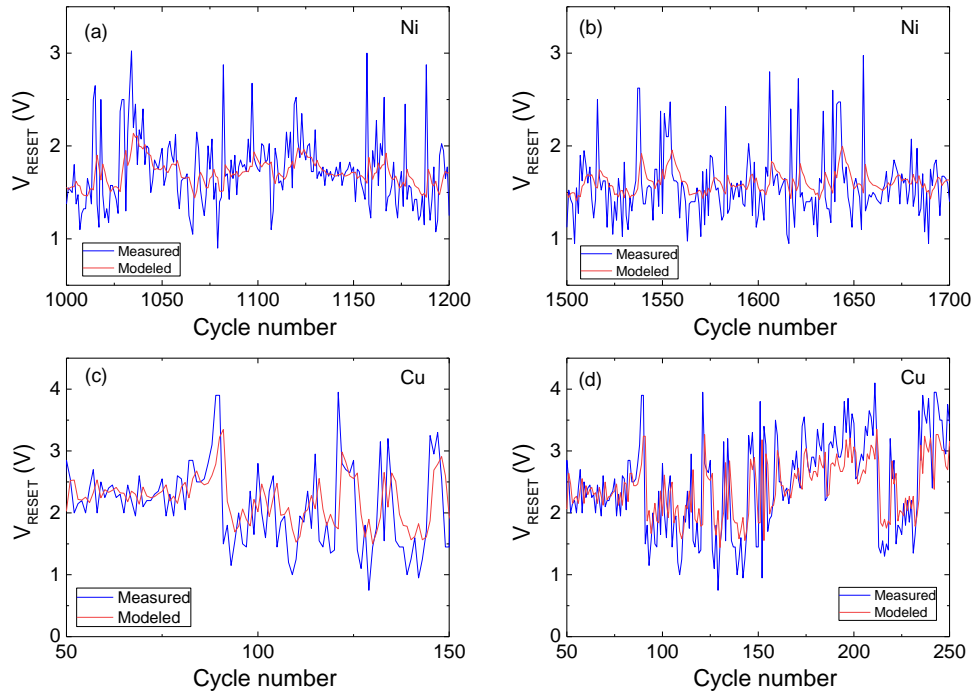 (a)
Ni
3
2
1
V_RESET (V)
Measured
Modeled
1000 1050 1100 1150 1200
Cycle number
(b)
Ni
3
2
1
V_RESET (V)
Measured
Modeled
1500 1550 1600 1650 1700
Cycle number
(c)
Cu
4
3
2
1
0
V_RESET (V)
Measured
Modeled
50 100 150
Cycle number
(d)
Cu
4
3
2
1
0
V_RESET (V)
Measured
Modeled
50 100 150 200 250
Cycle number